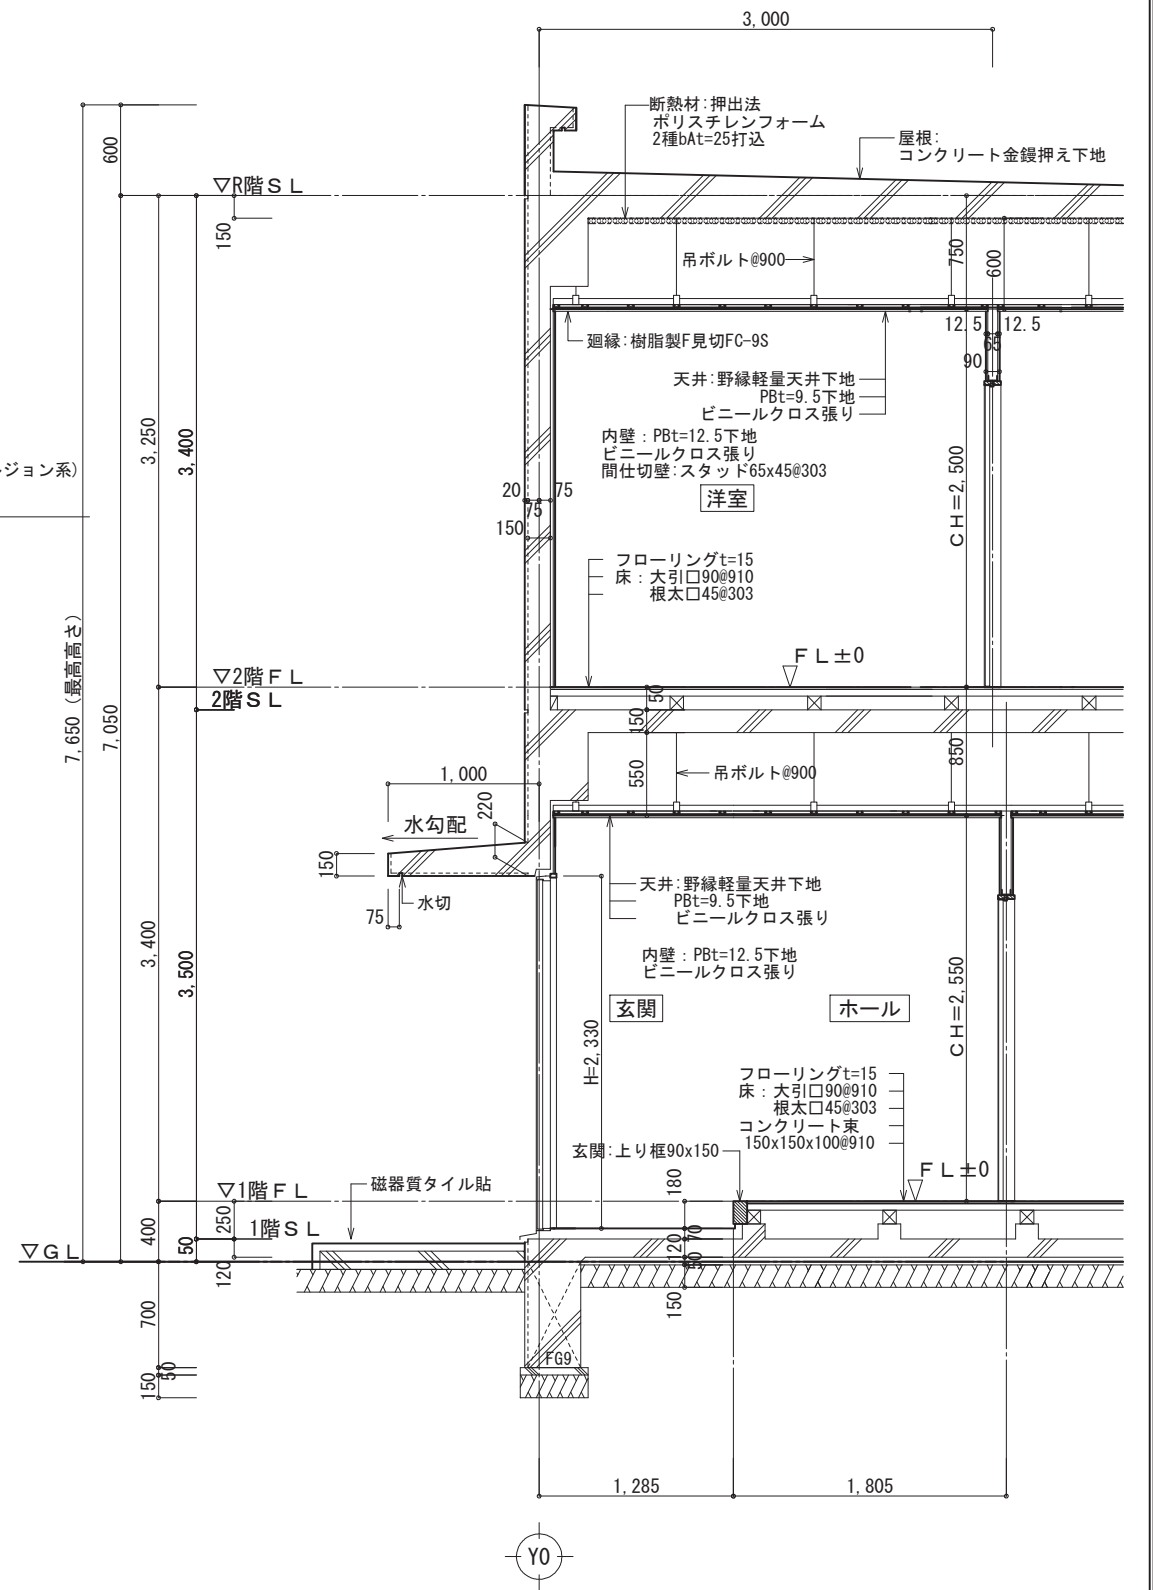 3,000
断熱材：押出法
ポリスチレンフォーム
2種bAt=25打込
屋根：
コンクリート金鏝押え下地
600
▽R階ＳＬ
150
吊ボルト@900
750
600
廻縁：樹脂製F見切FC-9S
12.5
12.5
65
90
天井：野縁軽量天井下地
PBt=9.5下地
ビニールクロス張り
内壁：PBt=12.5下地
ビニールクロス張り
間仕切壁：スタッド65x45@303
洋室
3,250
3,400
ジョン系）
20
75
75
150
ＣＨ＝2,500
フローリングt=15
床：大引口90@910
根太口45@303
7,650（最高高さ）
7,050
▽2階ＦＬ
2階ＳＬ
ＦＬ±0
50
150
550
850
吊ボルト@900
1,000
220
水勾配
150
水切
75
天井：野縁軽量天井下地
PBt=9.5下地
ビニールクロス張り
内壁：PBt=12.5下地
ビニールクロス張り
3,400
3,500
玄関
ホール
H=2,330
ＣＨ＝2,550
フローリングt=15
床：大引口90@910
根太口45@303
コンクリート束
150x150x100@910
玄関：上り框90x150
ＦＬ±0
▽1階ＦＬ
磁器質タイル貼
180
1階ＳＬ
400
250
50
▽ＧＬ
120
70
120
50
150
700
50
150
FG9
1,285
1,805
Y0